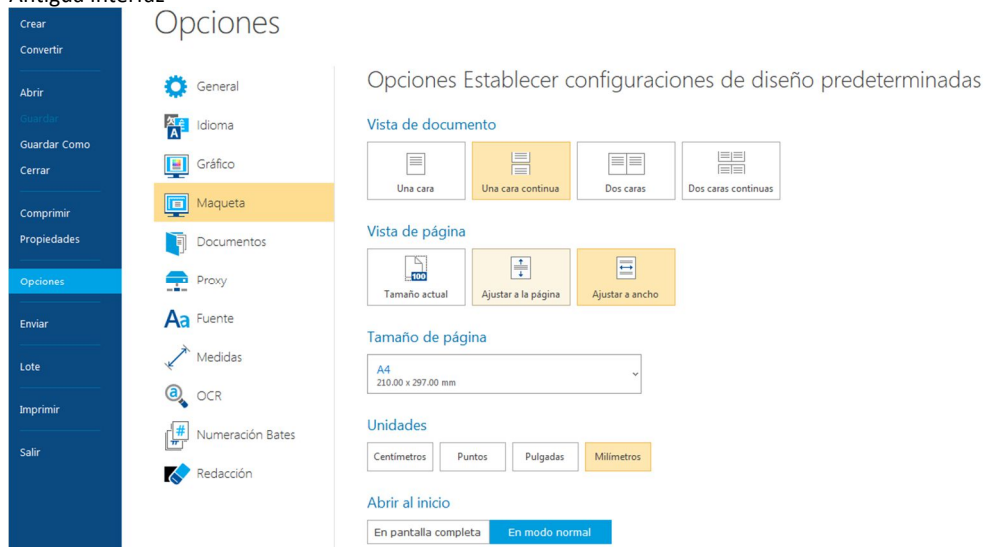 Antigua interfaz
Opciones
Crear
Convertir
Abrir
Guardar
Guardar Como
Cerrar
Comprimir
Propiedades
Opciones
Enviar
Lote
Imprimir
Salir
General
Idioma
Gráfico
Maqueta
Documentos
Proxy
Fuente
Medidas
OCR
Numeración Bates
Redacción
Opciones Establecer configuraciones de diseño predeterminadas
Vista de documento
Una cara
Una cara continua
Dos caras
Dos caras continuas
Vista de página
100
Tamaño actual
Ajustar a la página
Ajustar a ancho
Tamaño de página
A4
210.00 x 297.00 mm
Unidades
Centímetros
Puntos
Pulgadas
Milímetros
Abrir al inicio
En pantalla completa
En modo normal